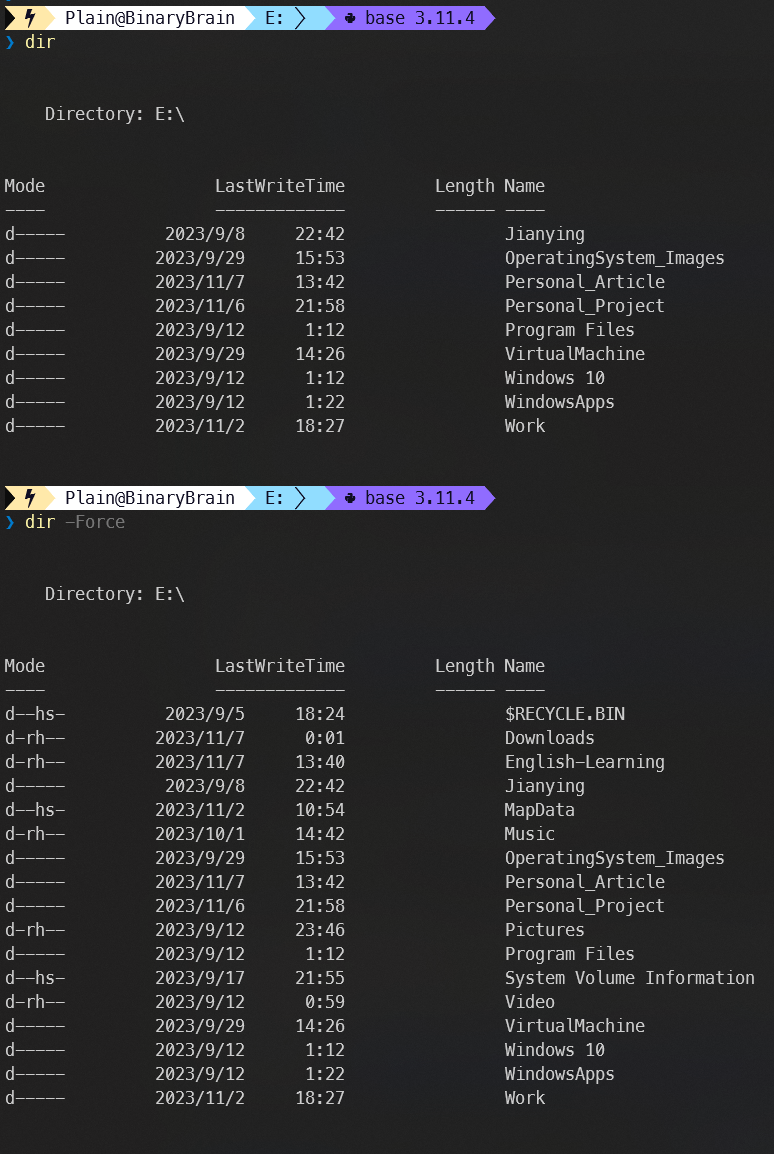 Plain@BinaryBrain E: base 3.11.4
❯ dir
Directory: E:\
Mode LastWriteTime Length Name
---- ------------- ------ ----
d----- 2023/9/8 22:42 Jianying
d----- 2023/9/29 15:53 OperatingSystem_Images
d----- 2023/11/7 13:42 Personal_Article
d----- 2023/11/6 21:58 Personal_Project
d----- 2023/9/12 1:12 Program Files
d----- 2023/9/29 14:26 VirtualMachine
d----- 2023/9/12 1:12 Windows 10
d----- 2023/9/12 1:22 WindowsApps
d----- 2023/11/2 18:27 Work
Plain@BinaryBrain E: base 3.11.4
❯ dir -Force
Directory: E:\
Mode LastWriteTime Length Name
---- ------------- ------ ----
d--hs- 2023/9/5 18:24 $RECYCLE.BIN
d-rh-- 2023/11/7 0:01 Downloads
d-rh-- 2023/11/7 13:40 English-Learning
d----- 2023/9/8 22:42 Jianying
d--hs- 2023/11/2 10:54 MapData
d-rh-- 2023/10/1 14:42 Music
d----- 2023/9/29 15:53 OperatingSystem_Images
d----- 2023/11/7 13:42 Personal_Article
d----- 2023/11/6 21:58 Personal_Project
d-rh-- 2023/9/12 23:46 Pictures
d----- 2023/9/12 1:12 Program Files
d--hs- 2023/9/17 21:55 System Volume Information
d-rh-- 2023/9/12 0:59 Video
d----- 2023/9/29 14:26 VirtualMachine
d----- 2023/9/12 1:12 Windows 10
d----- 2023/9/12 1:22 WindowsApps
d----- 2023/11/2 18:27 Work